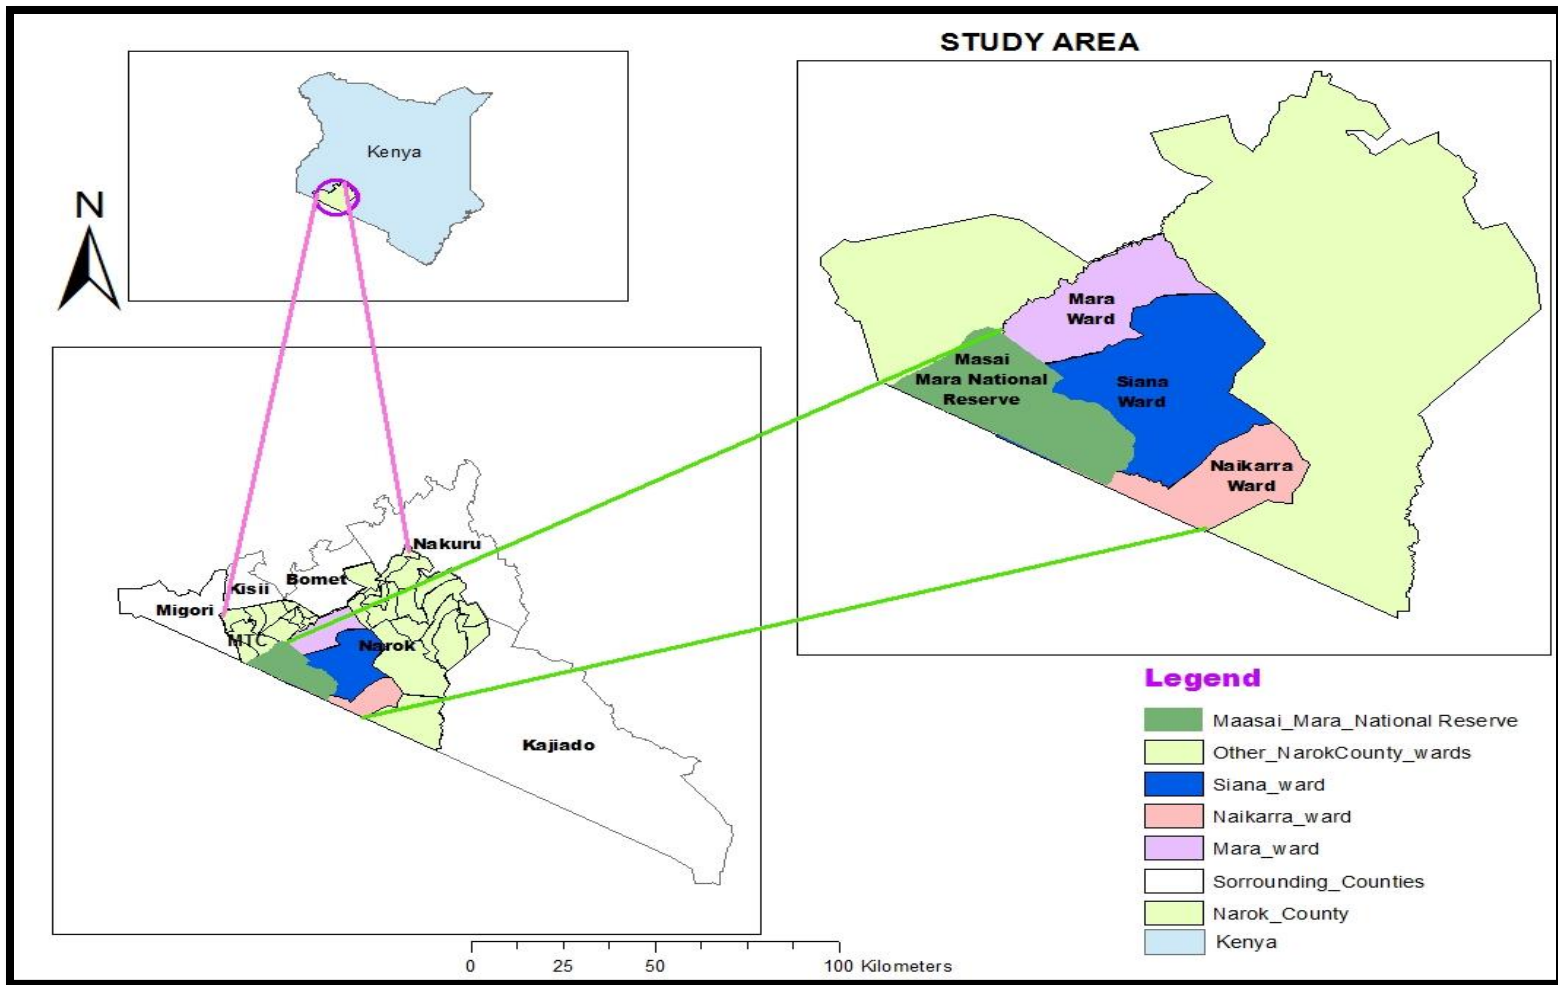 STUDY AREA
Kenya
N
Mara
Ward
Masai
Mara National
Reserve
Siana
Ward
Naikarra
Ward
Nakuru
Bomet
Kisii
Migori
MTC
Narok
Kajiado
0 25 50 100 Kilometers
Legend
Maasai_Mara_National Reserve
Other_NarokCounty_wards
Siana_ward
Naikarra_ward
Mara_ward
Sorrounding_Counties
Narok_County
Kenya